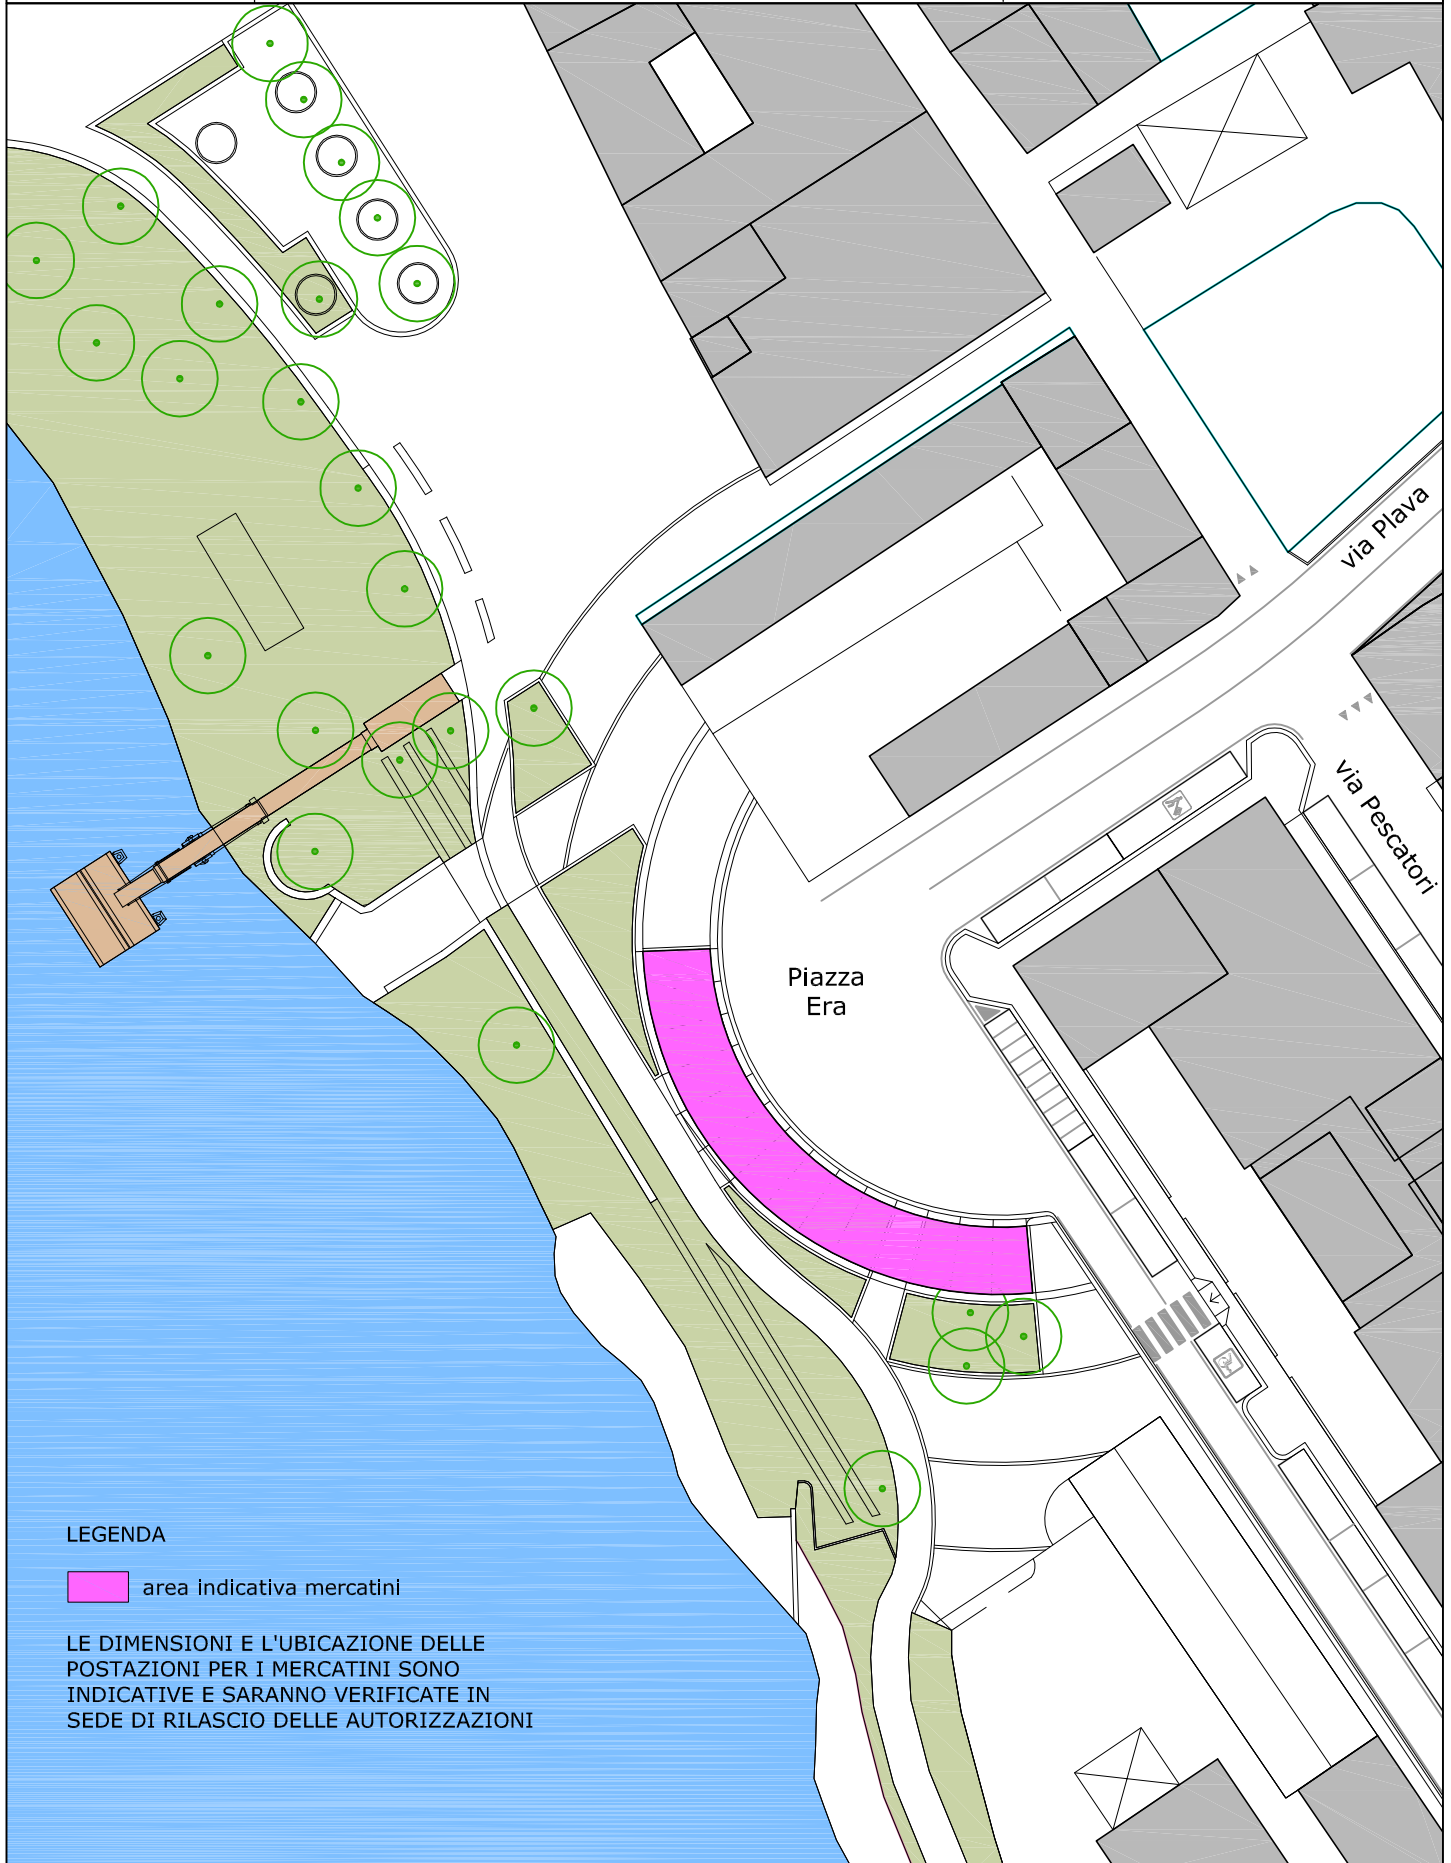 via Plava
via Pescatori
Piazza
Era
LEGENDA
area indicativa mercatini
LE DIMENSIONI E L'UBICAZIONE DELLE
POSTAZIONI PER I MERCATINI SONO
INDICATIVE E SARANNO VERIFICATE IN
SEDE DI RILASCIO DELLE AUTORIZZAZIONI